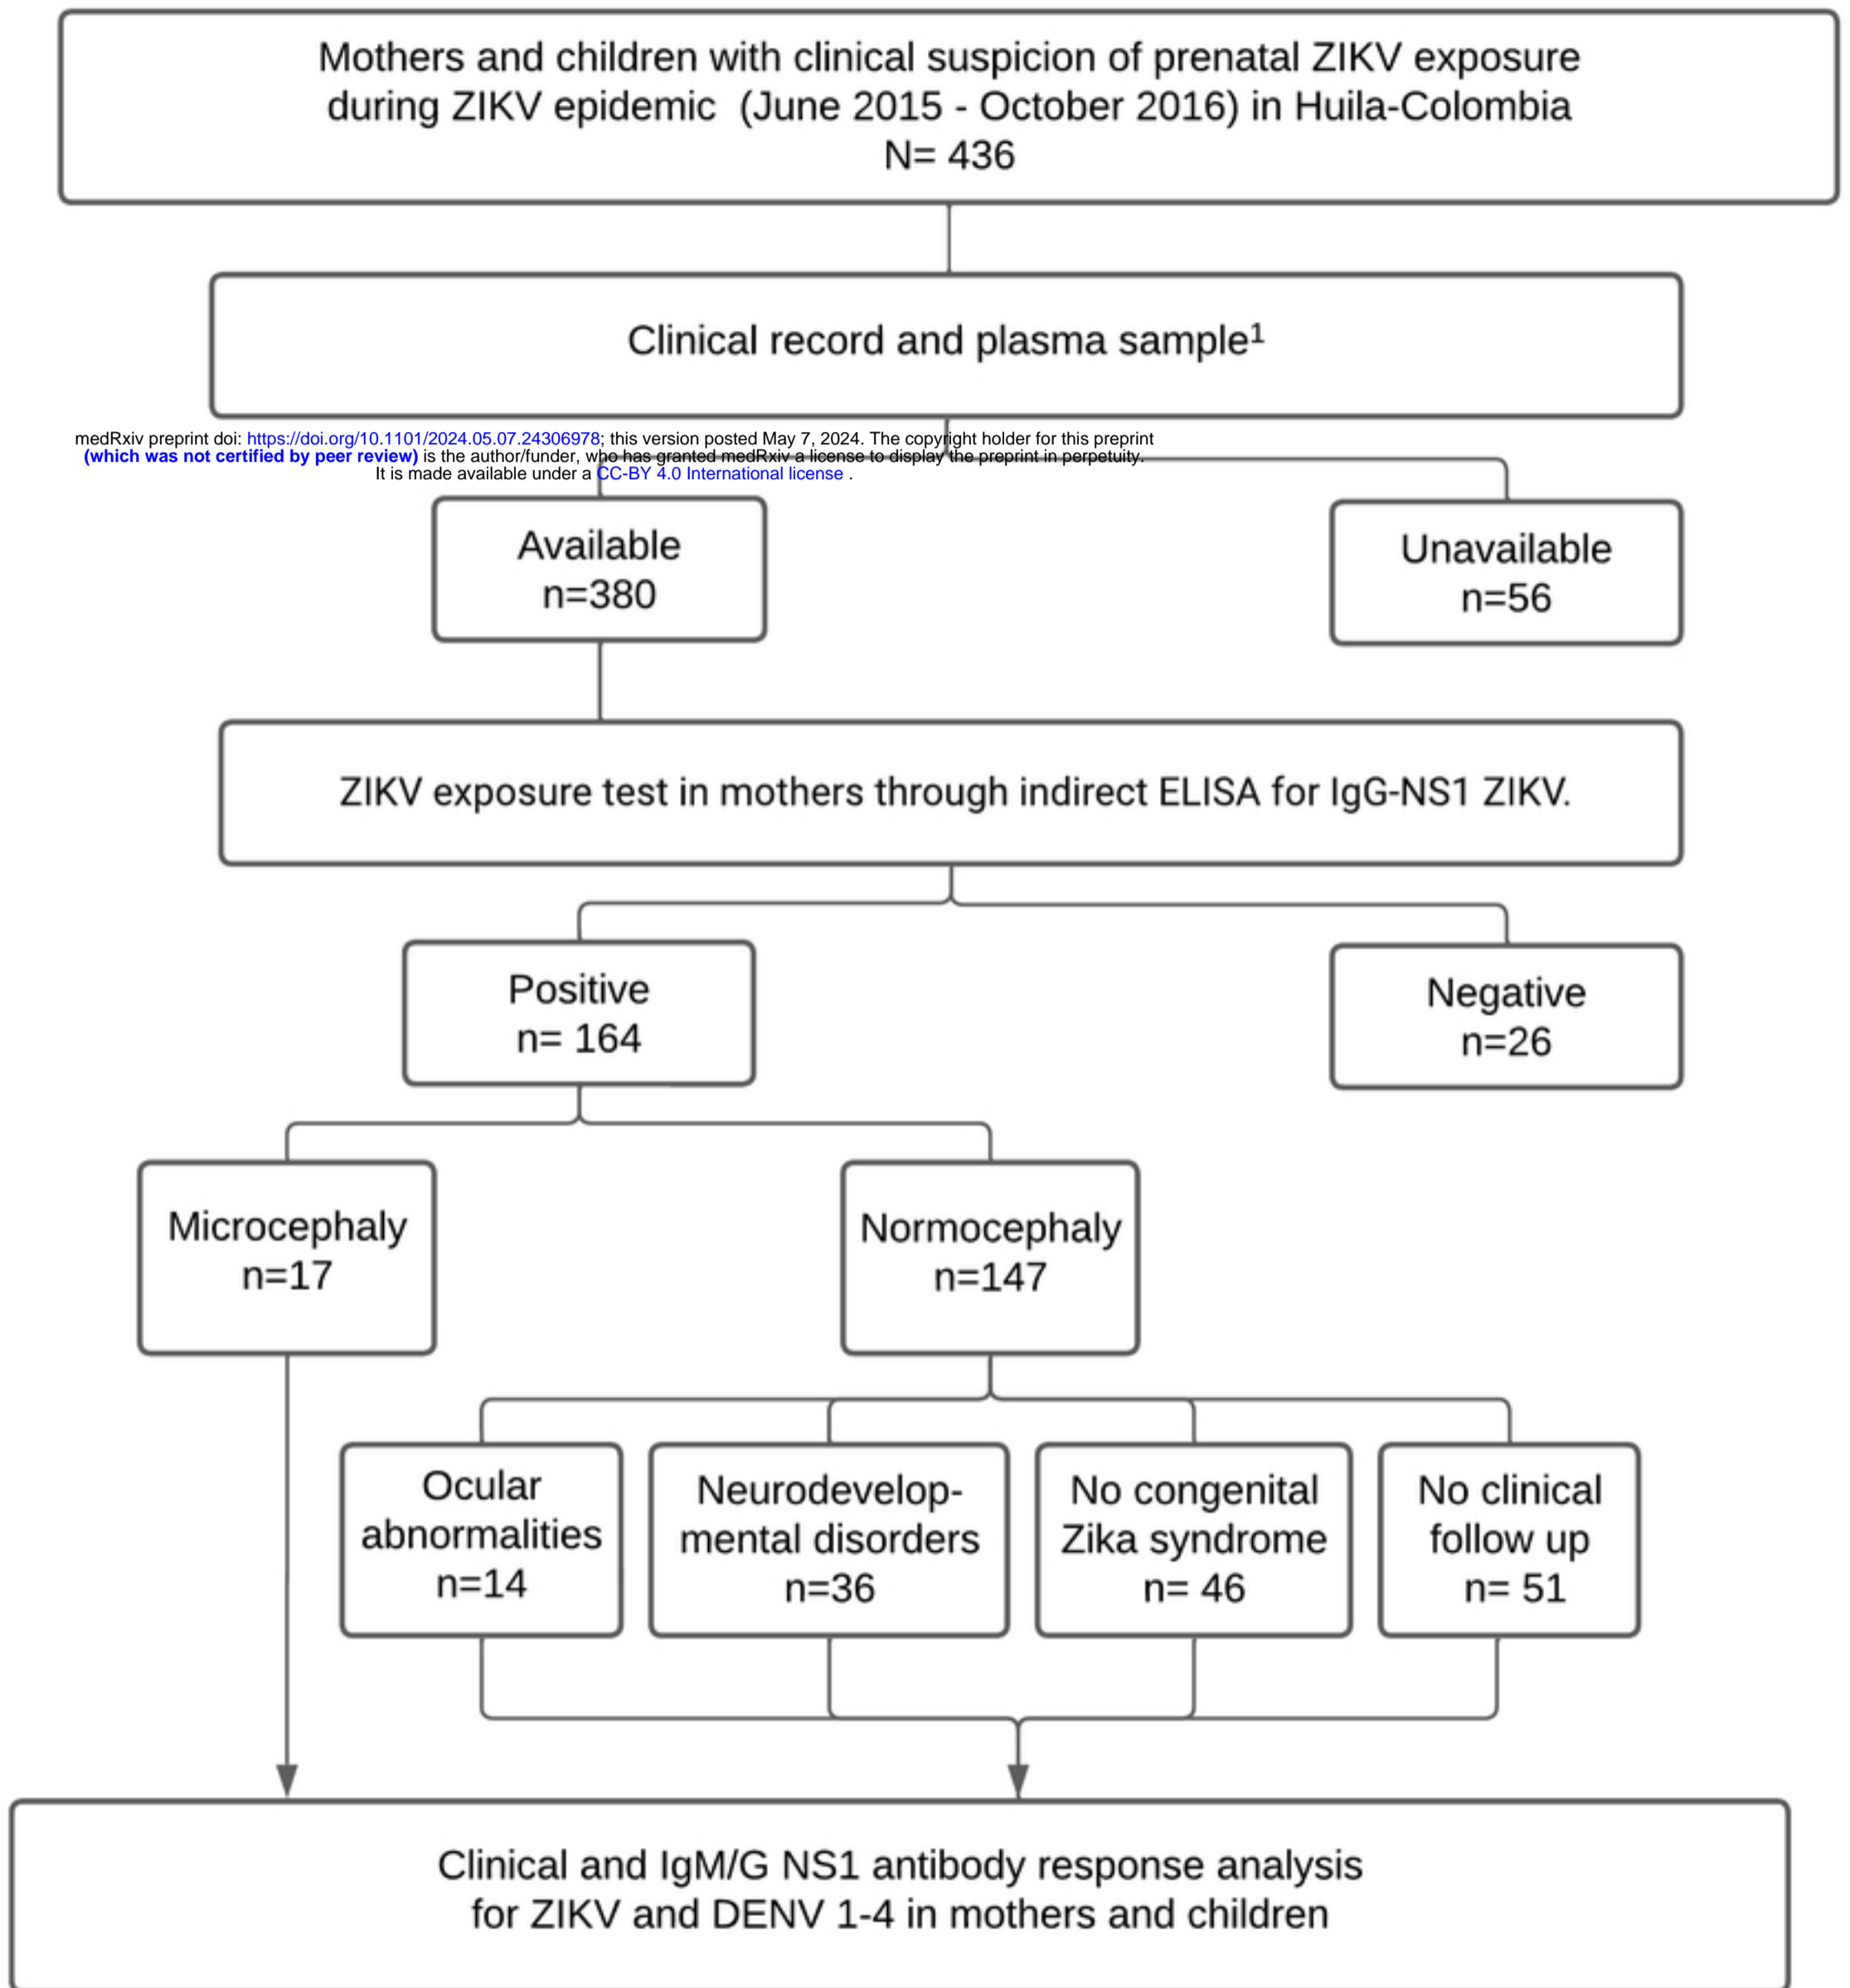 Mothers and children with clinical suspicion of prenatal ZIKV exposure
during ZIKV epidemic  (June 2015 - October 2016) in Huila-Colombia
N= 436
Clinical record and plasma sample¹
medRxiv preprint doi: https://doi.org/10.1101/2024.05.07.24306978; this version posted May 7, 2024. The copyright holder for this preprint
(which was not certified by peer review) is the author/funder, who has granted medRxiv a license to display the preprint in perpetuity.
It is made available under a CC-BY 4.0 International license .
Available
n=380
Unavailable
n=56
ZIKV exposure test in mothers through indirect ELISA for IgG-NS1 ZIKV.
Positive
n= 164
Negative
n=26
Microcephaly
n=17
Normocephaly
n=147
Ocular
abnormalities
n=14
Neurodevelop-
mental disorders
n=36
No congenital
Zika syndrome
n= 46
No clinical
follow up
n= 51
Clinical and IgM/G NS1 antibody response analysis
for ZIKV and DENV 1-4 in mothers and children